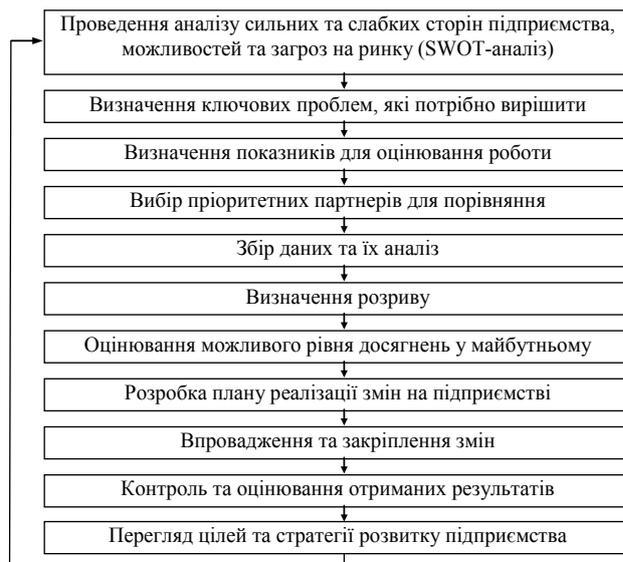 Проведення аналізу сильних та слабких сторін підприємства,
можливостей та загроз на ринку (SWOT-аналіз)
Визначення ключових проблем, які потрібно вирішити
Визначення показників для оцінювання роботи
Вибір пріоритетних партнерів для порівняння
Збір даних та їх аналіз
Визначення розриву
Оцінювання можливого рівня досягнень у майбутньому
Розробка плану реалізації змін на підприємстві
Впровадження та закріплення змін
Контроль та оцінювання отриманих результатів
Перегляд цілей та стратегії розвитку підприємства